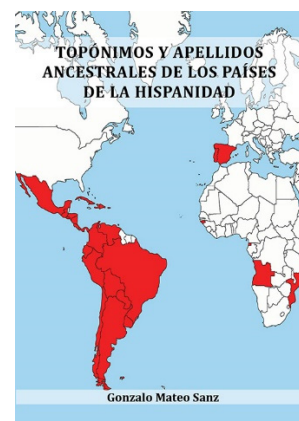 TOPÓNIMOS Y APELLIDOS
ANCESTRALES DE LOS PAÍSES
DE LA HISPANIDAD
Gonzalo Mateo Sanz